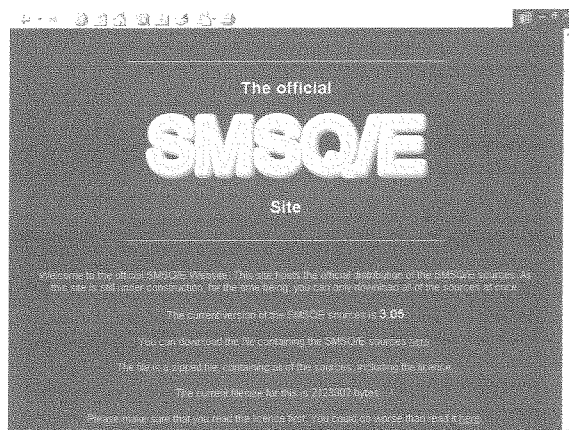 The official
SMSQ/E
Site
Welcome to the official SMSQ/E Website. This site hosts the official distribution of the SMSQ/E sources. As
this site is still under construction, for the time being, you can only download all of the sources at once.
The current version of the SMSQ/E sources is 3.05
You can download the file containing the SMSQ/E sources here
The file is a zipped file, containing all of the sources, including the licence.
The current filesize for this is bytes
Please make sure that you read the licence first. You could do worse than read it here